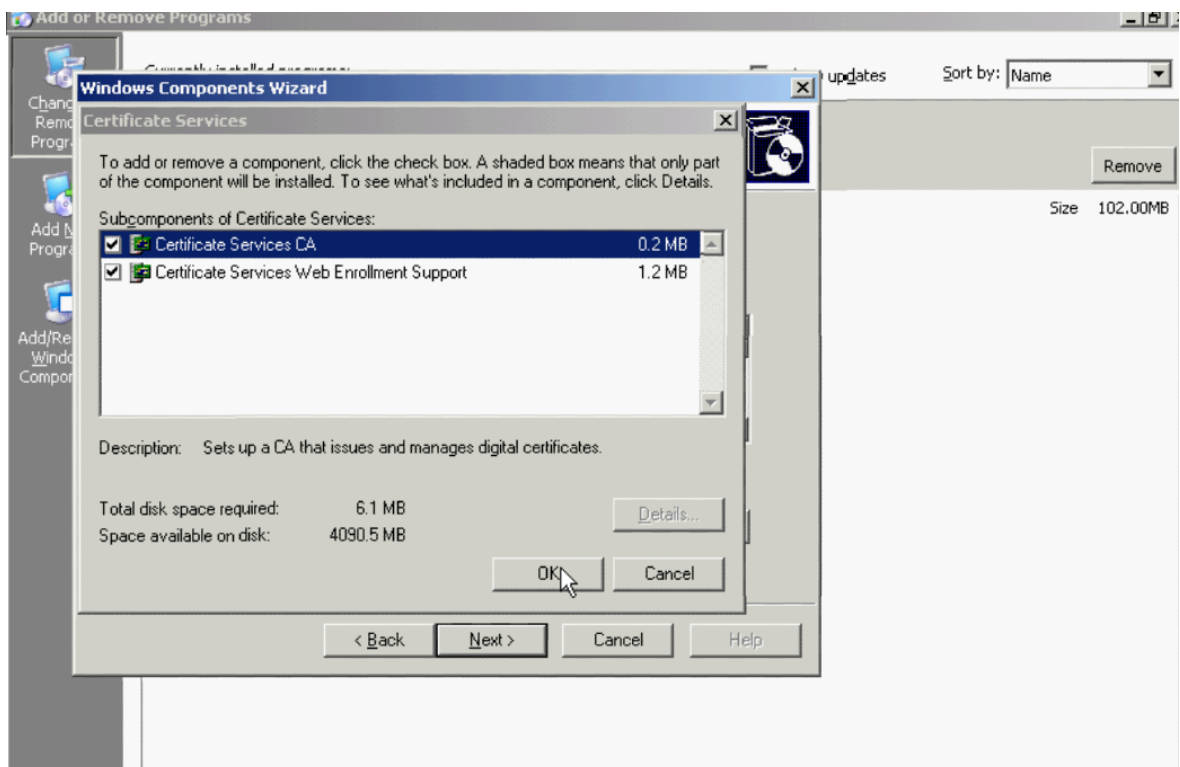 Add or Remove Programs
updates
Sort by: Name
Remove
Size 102.00MB
Windows Components Wizard
Certificate Services
To add or remove a component, click the check box. A shaded box means that only part
of the component will be installed. To see what's included in a component, click Details.
Subcomponents of Certificate Services:
Certificate Services CA 0.2 MB
Certificate Services Web Enrollment Support 1.2 MB
Description: Sets up a CA that issues and manages digital certificates.
Total disk space required: 6.1 MB
Space available on disk: 4090.5 MB
Details...
OK Cancel
< Back Next > Cancel Help